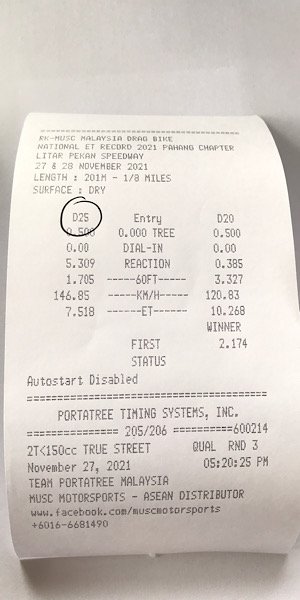 RK-MUSC MALAYSIA DRAG BIKE
NATIONAL ET RECORD 2021 PAHANG CHAPTER
LITAR PEKAN SPEEDWAY
27 & 28 NOVEMBER 2021
LENGTH : 201M - 1/8 MILES
SURFACE : DRY
D25 Entry D20
0.500 0.000 TREE 0.500
0.00 DIAL-IN 0.00
5.309 REACTION 0.385
1.705 ------60FT----- 3.327
146.85 -----KM/H----- 120.83
7.518 ------ET------ 10.268
WINNER
FIRST 2.174
STATUS
Autostart Disabled
========================================
PORTATREE TIMING SYSTEMS, INC.
=============== 205/206 ==========600214
2T<150cc TRUE STREET QUAL RND 3
November 27, 2021 05:20:25 PM
TEAM PORTATREE MALAYSIA
MUSC MOTORSPORTS - ASEAN DISTRIBUTOR
www.facebook.com/muscmotorsports
+6016-6681490